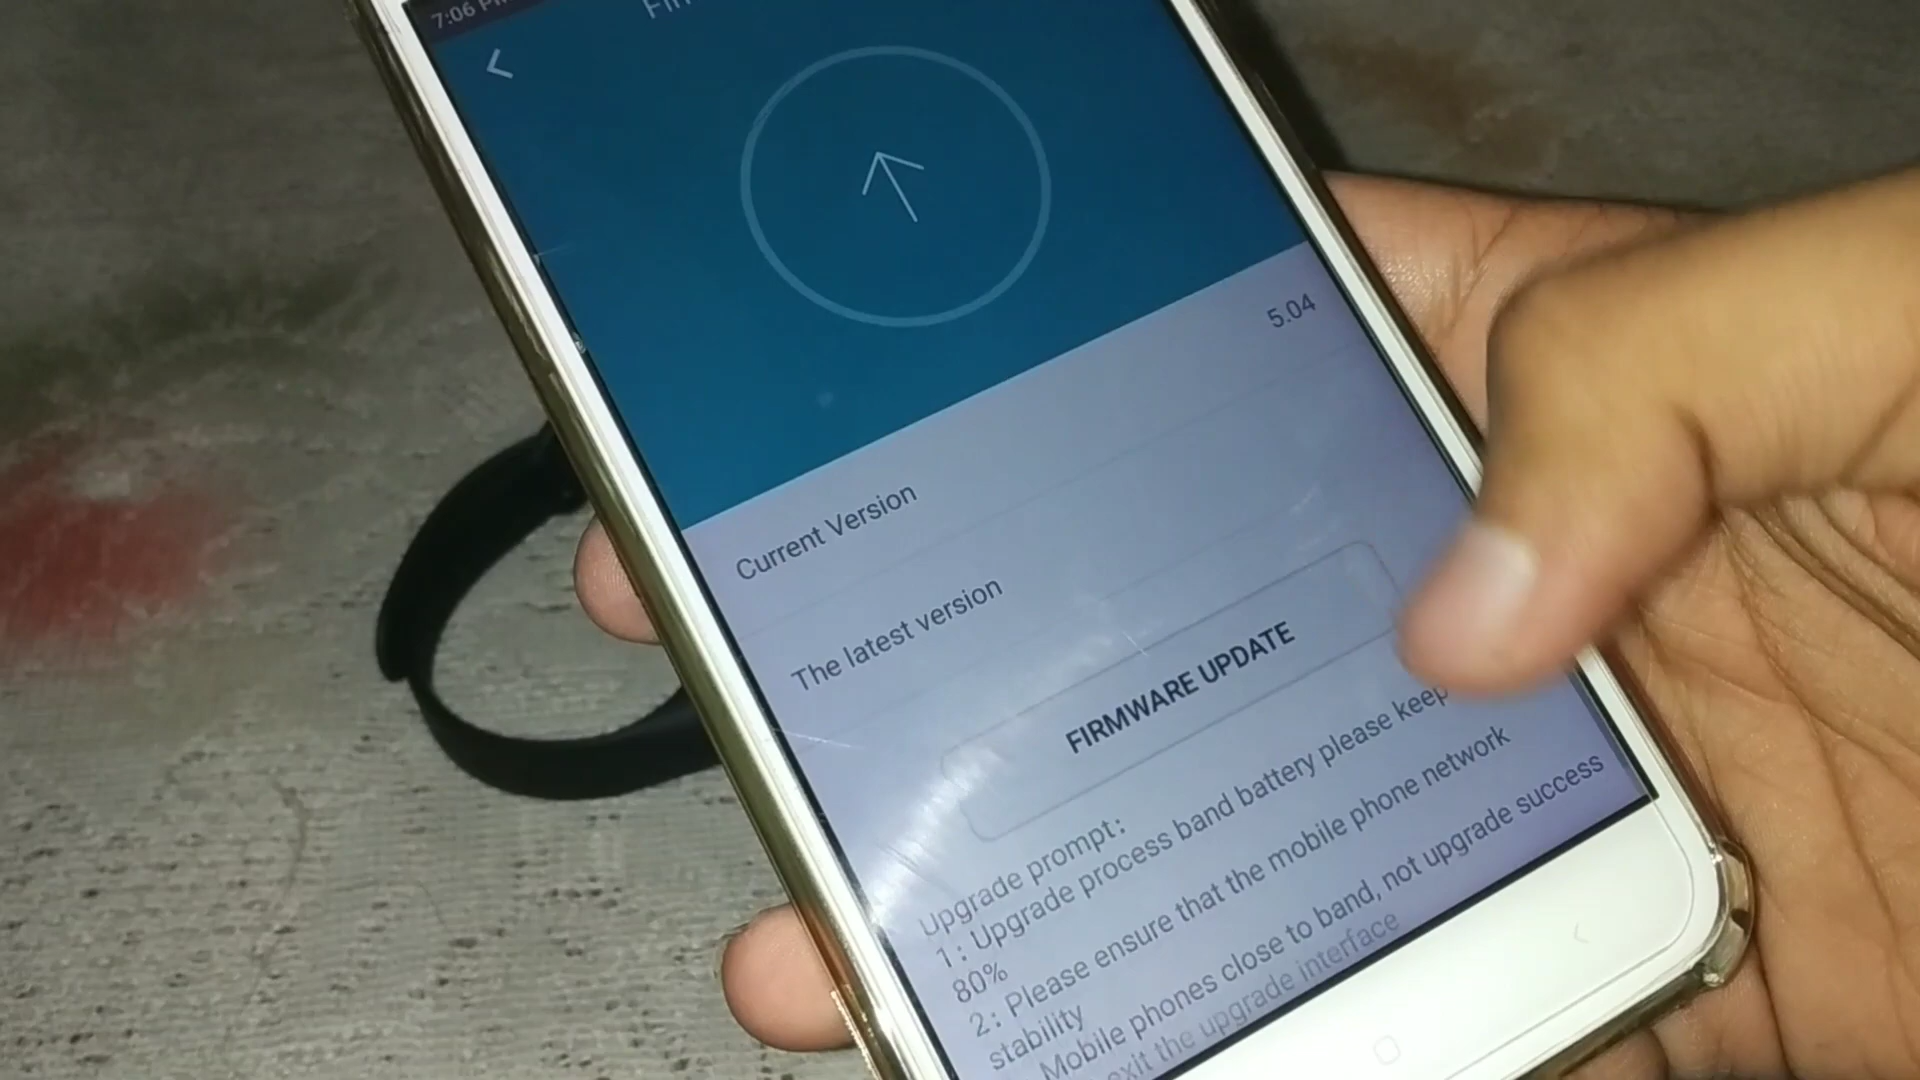 7:06
Current Version 5.04
The latest version
FIRMWARE UPDATE
Upgrade prompt:
1: Upgrade process band battery please keep
80%
2: Please ensure that the mobile phone network
stability
Mobile phones close to band, not upgrade success
exit the upgrade interface